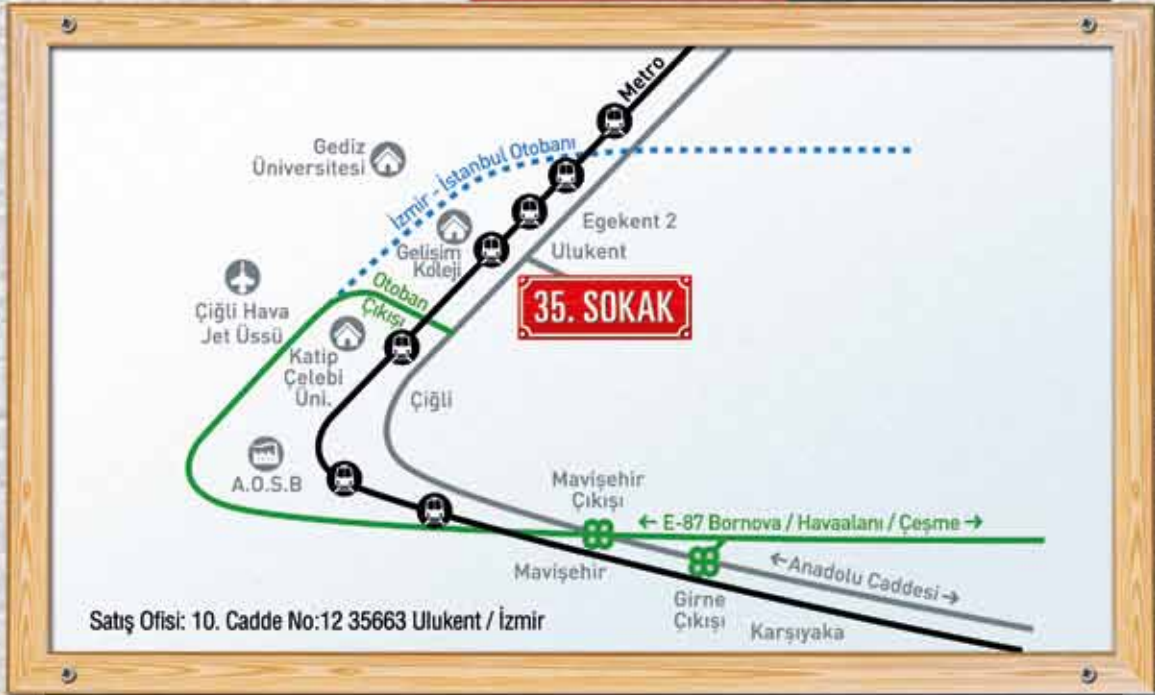 Metro
Gediz
Üniversitesi
İzmir - İstanbul Otobanı
Egekent 2
Ulukent
Gelişim
Koleji
Otoban
Çıkışı
35. SOKAK
Çiğli Hava
Jet Üssü
Katip
Çelebi
Üni.
Çiğli
A.O.S.B
Mavişehir
Çıkışı
← E-87 Bornova / Havaalanı / Çeşme →
Mavişehir
←Anadolu Caddesi→
Girne
Çıkışı
Karşıyaka
Satış Ofisi: 10. Cadde No:12 35663 Ulukent / İzmir